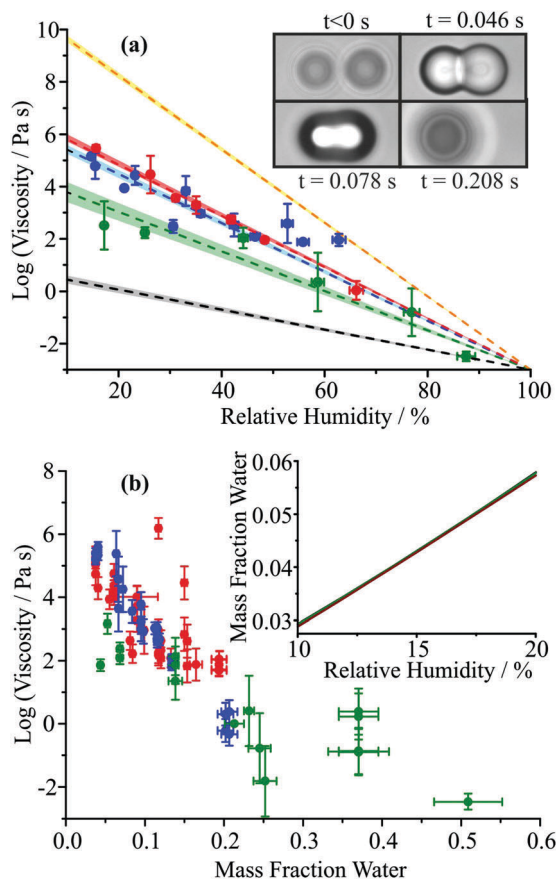 (a)
t<0 s
t = 0.046 s
t = 0.078 s
t = 0.208 s
10
8
6
4
2
0
-2
Log (Viscosity / Pa s)
20
40
60
80
100
Relative Humidity / %
(b)
8
6
4
2
0
-2
Log (Viscosity / Pa s)
0.0
0.1
0.2
0.3
0.4
0.5
0.6
Mass Fraction Water
0.06
0.05
0.04
0.03
Mass Fraction Water
10
15
20
Relative Humidity / %